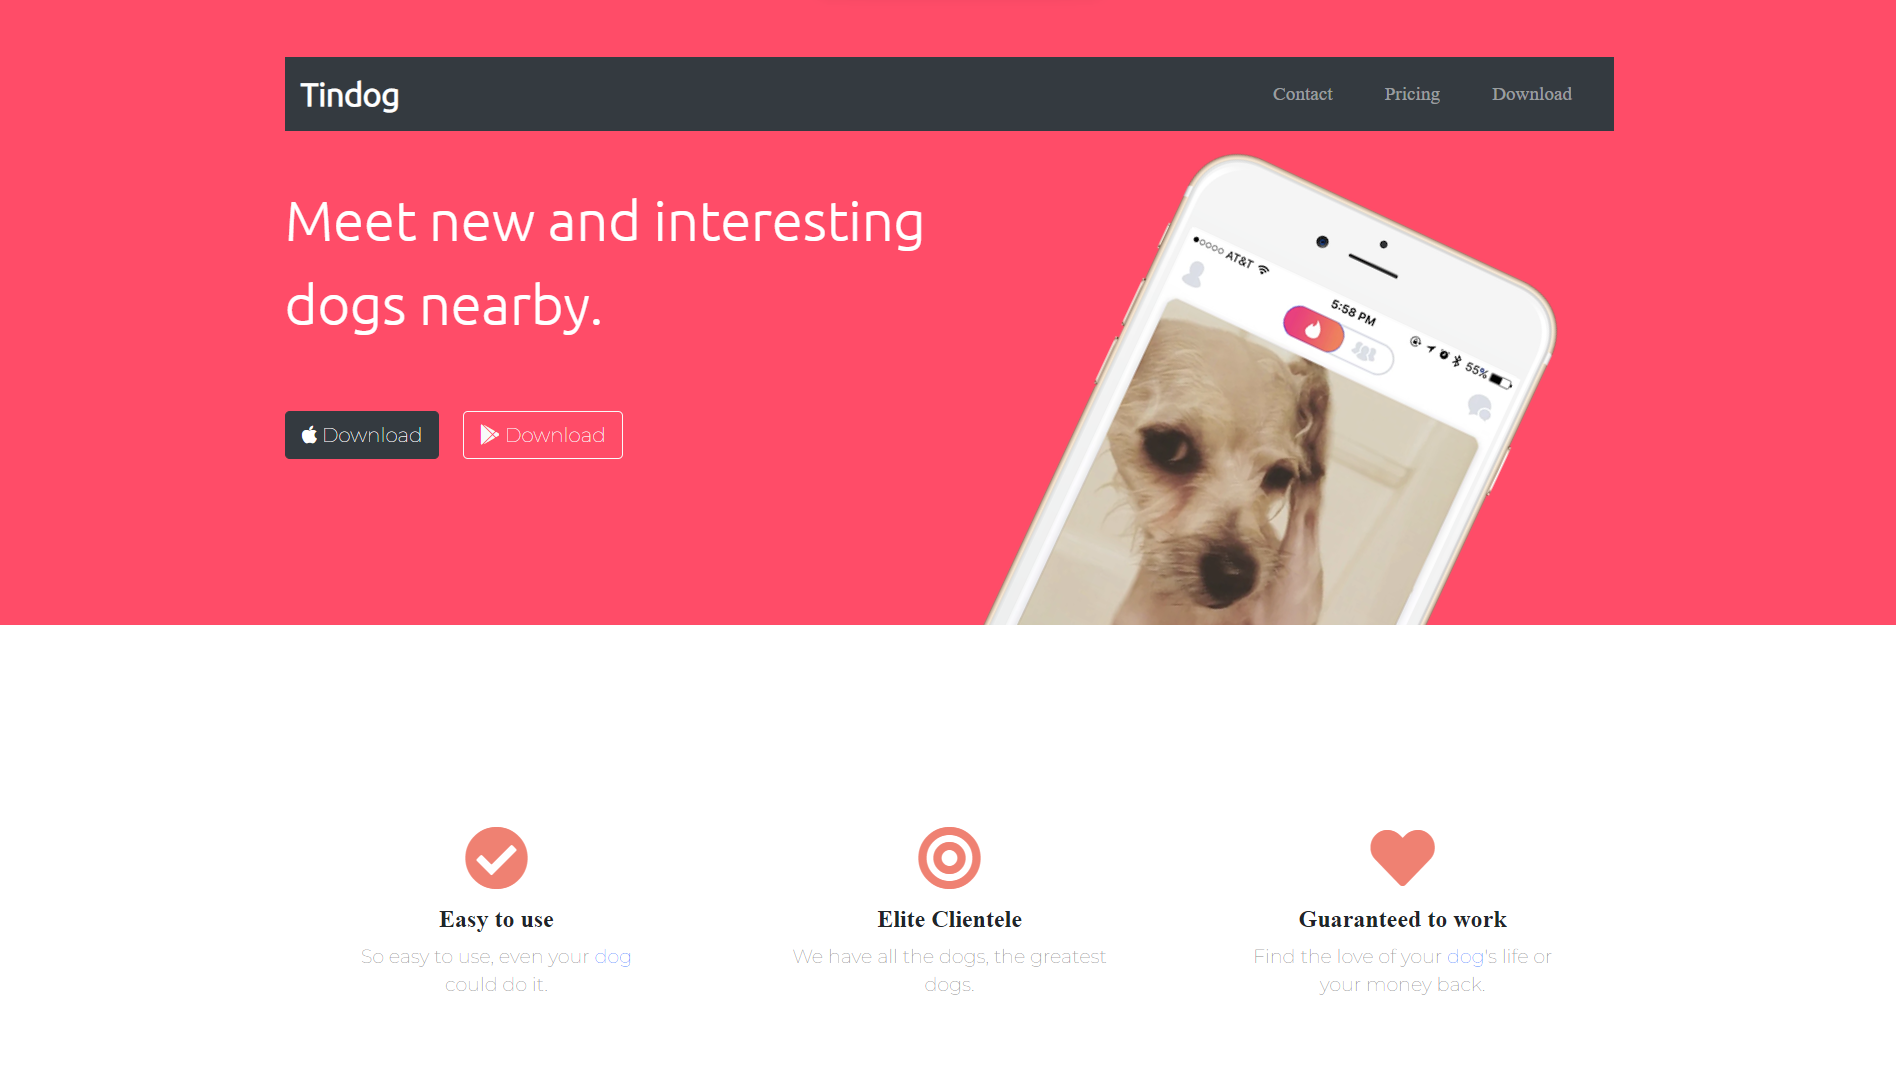 Tindog
Contact Pricing Download
Meet new and interesting
dogs nearby.
Download Download
AT&T
5:58 PM
55%
Easy to use
So easy to use, even your dog
could do it.
Elite Clientele
We have all the dogs, the greatest
dogs.
Guaranteed to work
Find the love of your dog's life or
your money back.